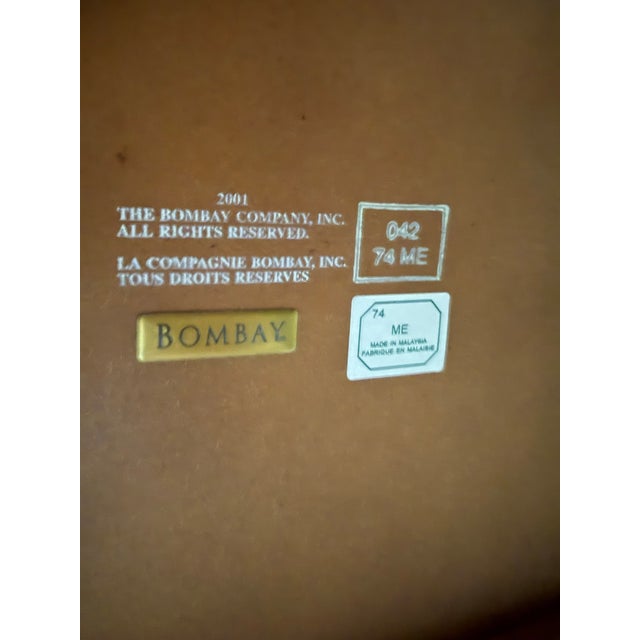 2001
THE BOMBAY COMPANY, INC.
ALL RIGHTS RESERVED.
LA COMPAGNIE BOMBAY, INC.
TOUS DROITS RESERVES
042
74 ME
BOMBAY
74
ME
MADE IN MALAYSIA
FABRIQUE EN MALAISIE